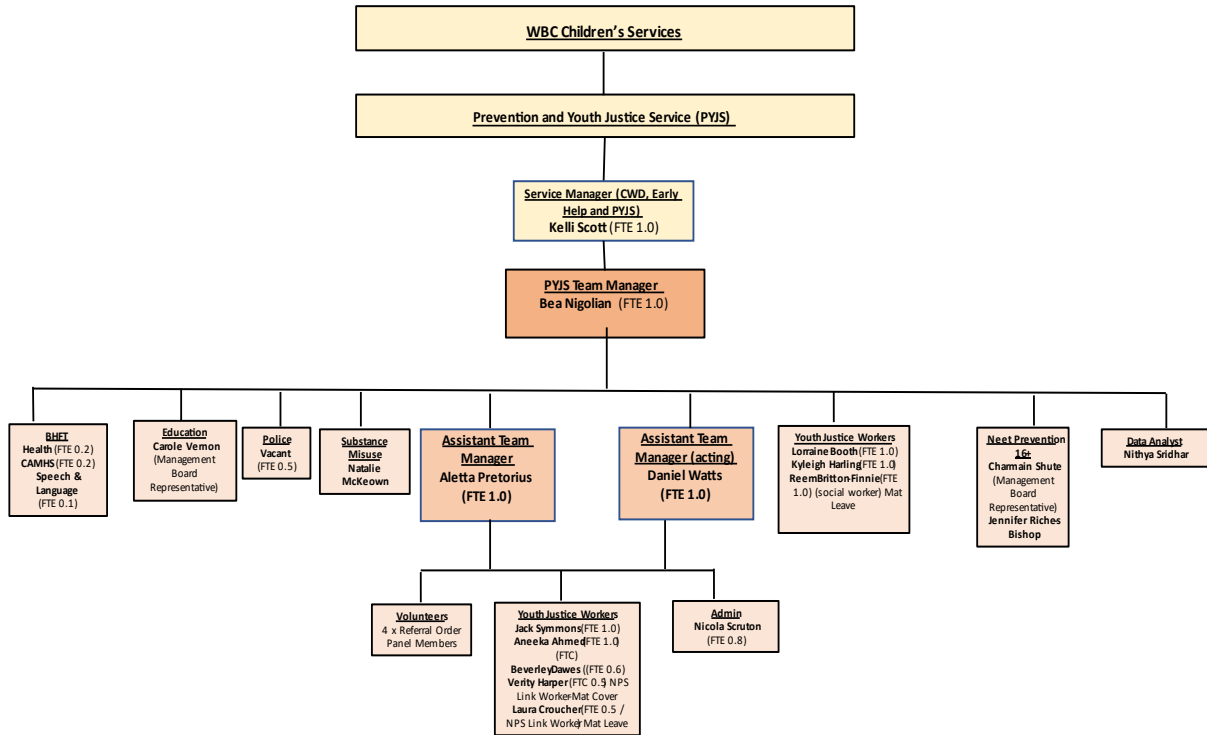 WBC Children's Services
Prevention and Youth Justice Service (PYJS)
Service Manager (CWD, Early
Help and PYJS)
Kelli Scott (FTE 1.0)
PYJS Team Manager
Bea Nigolian (FTE 1.0)
BHFT
Health (FTE 0.2)
CAMHS (FTE 0.2)
Speech &
Language
(FTE 0.1)
Education
Carole Vernon
(Management
Board
Representative)
Police
Vacant
(FTE 0.5)
Substance
Misuse
Natalie
McKeown
Assistant Team
Manager
Aletta Pretorius
(FTE 1.0)
Assistant Team
Manager (acting)
Daniel Watts
(FTE 1.0)
Youth Justice Workers
Lorraine Booth (FTE 1.0)
Kyleigh Harling (FTE 1.0)
Reem Britton-Finnie (FTE
1.0) (social worker) Mat
Leave
Neet Prevention
16+
Charmain Shute
(Management
Board
Representative)
Jennifer Riches
Bishop
Data Analyst
Nithya Sridhar
Volunteers
4 x Referral Order
Panel Members
Youth Justice Workers
Jack Symmons (FTE 1.0)
Aneeka Ahmed (FTE 1.0)
(FTC)
Beverley Dawes ((FTE 0.6)
Verity Harper (FTC 0.5) NPS
Link Worker-Mat Cover
Laura Croucher (FTE 0.5 /
NPS Link Worker) Mat Leave
Admin
Nicola Scruton
(FTE 0.8)